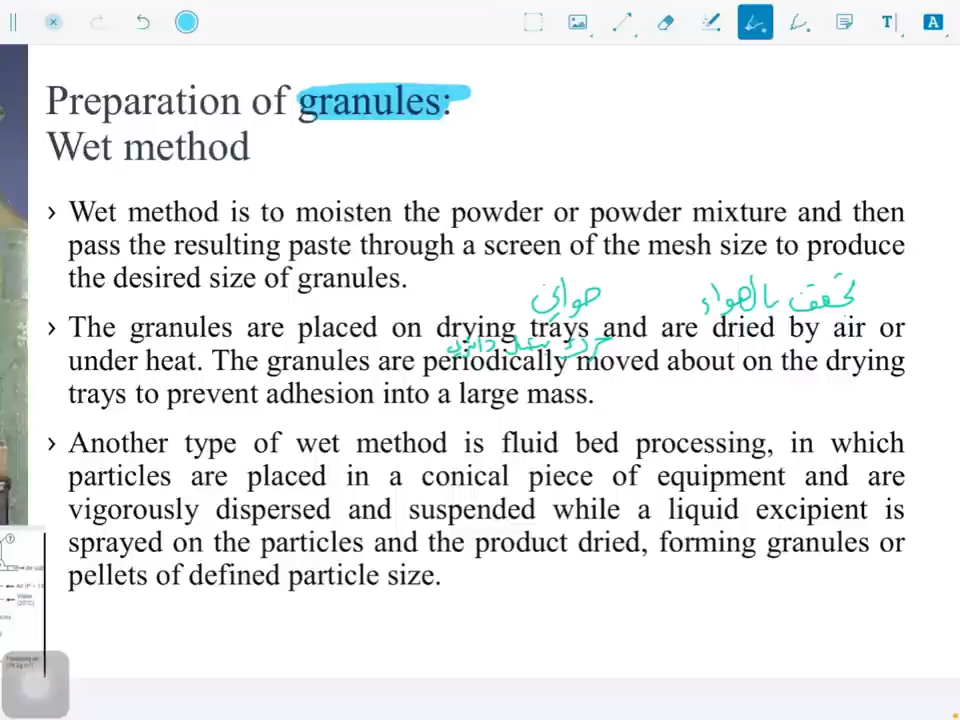 Preparation of granules:
Wet method
› Wet method is to moisten the powder or powder mixture and then
pass the resulting paste through a screen of the mesh size to produce
the desired size of granules.
صواني
بالهواء
› The granules are placed on drying trays and are dried by air or
under heat. The granules are periodically moved about on the drying
trays to prevent adhesion into a large mass.
› Another type of wet method is fluid bed processing, in which
particles are placed in a conical piece of equipment and are
vigorously dispersed and suspended while a liquid excipient is
sprayed on the particles and the product dried, forming granules or
pellets of defined particle size.